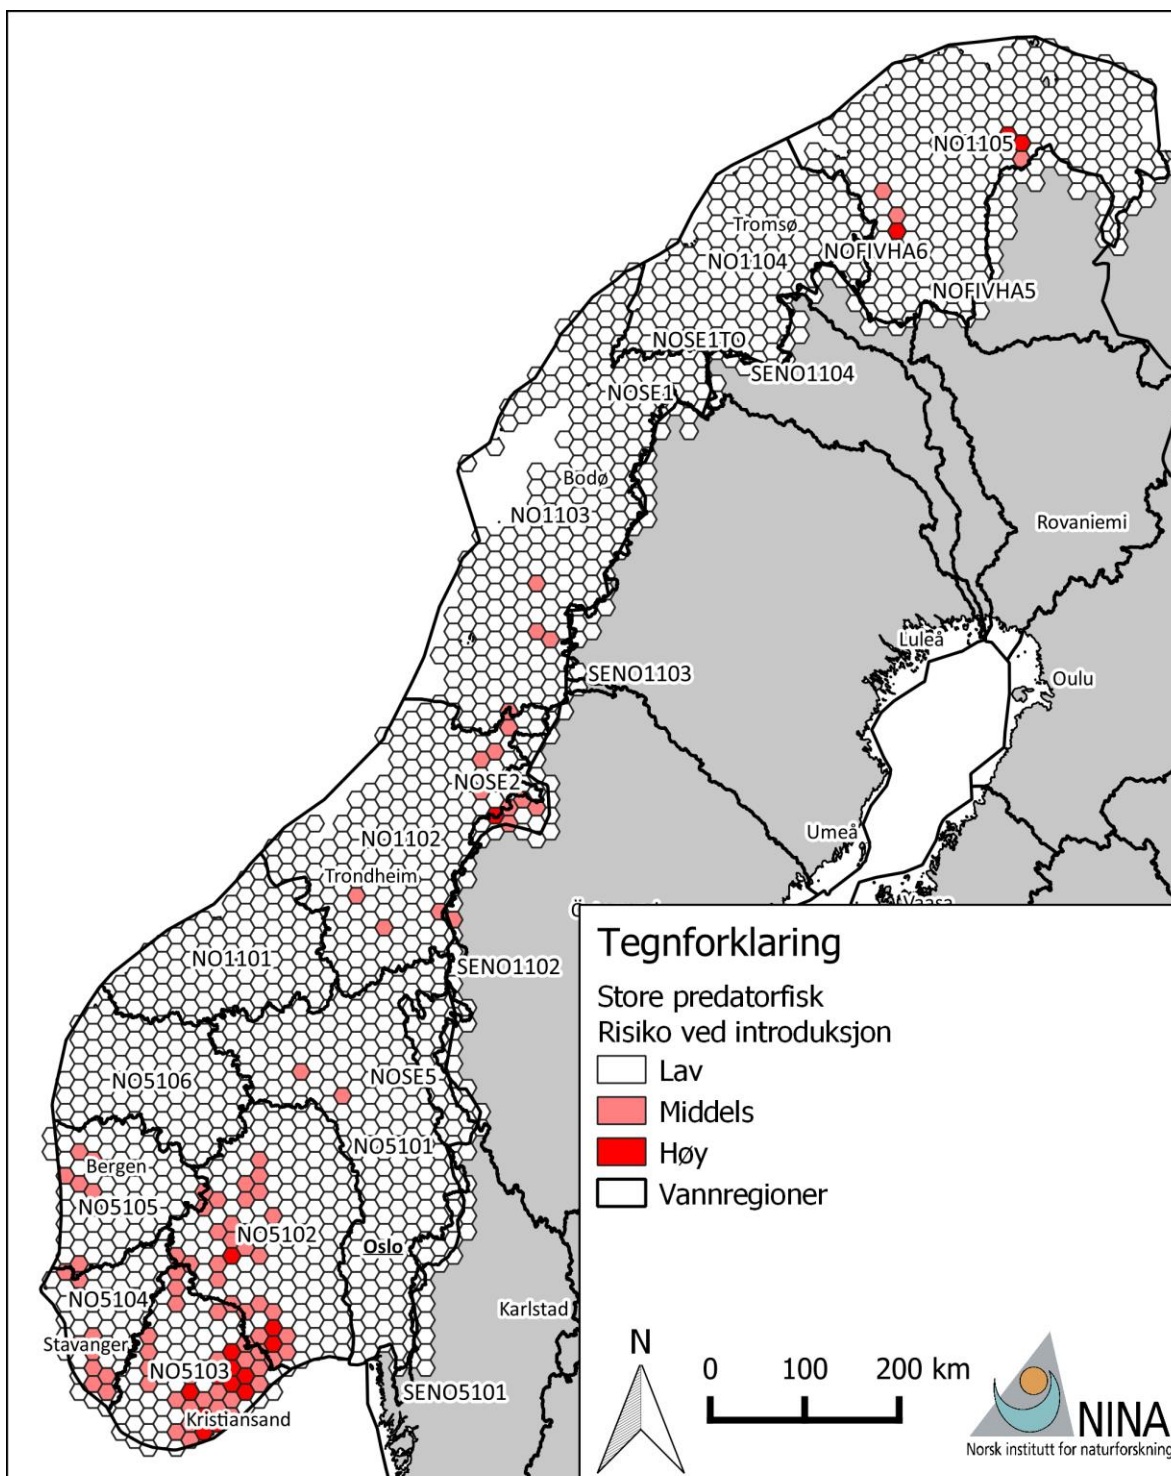 NO1105
Tromsø
NO1104
NOFIVHA6
NOFIVHA5
NOSE1TO
SENO1104
NOSE1
Bodø
NO1103
Rovaniemi
Luleå
SENO1103
Oulu
NOSE2
NO1102
Umeå
Trondheim
Vaasa
NO1101
SENO1102
NO5106
NOSE5
NO5101
Bergen
NO5105
NO5102
Oslo
NO5104
Karlstad
Stavanger
NO5103
SENO5101
Kristiansand
Tegnforklaring
Store predatorfisk
Risiko ved introduksjon
Lav
Middels
Høy
Vannregioner
N
0 100 200 km
NINA
Norsk institutt for naturforskning